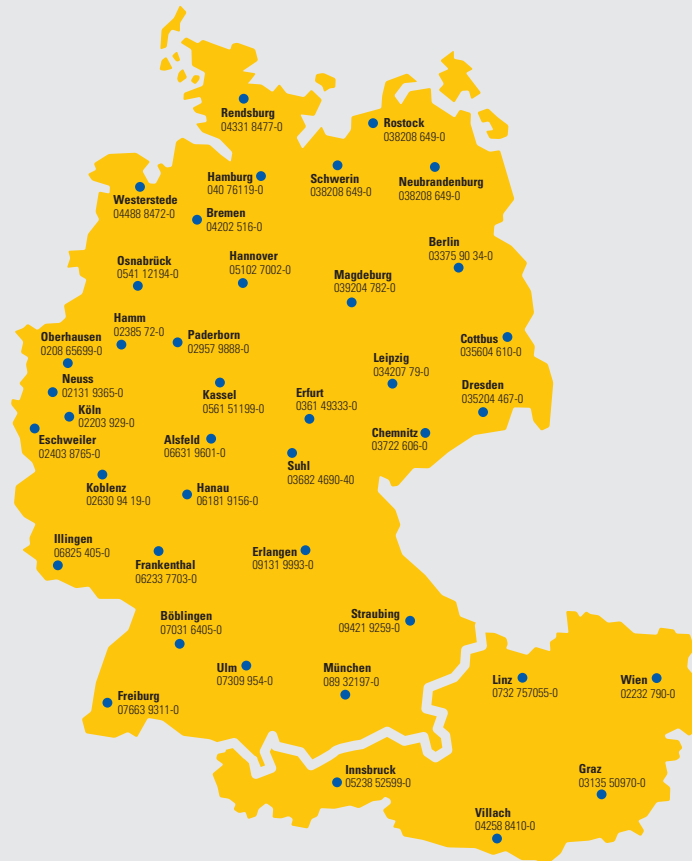 Rendsburg
04331 8477-0
Rostock
038208 649-0
Hamburg
040 76119-0
Schwerin
038208 649-0
Neubrandenburg
038208 649-0
Westerstede
04488 8472-0
Bremen
04202 516-0
Berlin
03375 90 34-0
Osnabrück
0541 12194-0
Hannover
05102 7002-0
Magdeburg
039204 782-0
Hamm
02385 72-0
Oberhausen
0208 65699-0
Paderborn
02957 9888-0
Cottbus
035604 610-0
Leipzig
034207 79-0
Neuss
02131 9365-0
Kassel
0561 51199-0
Erfurt
0361 49333-0
Dresden
035204 467-0
Köln
02203 929-0
Eschweiler
02403 8765-0
Alsfeld
06631 9601-0
Chemnitz
03722 606-0
Suhl
03682 4690-40
Koblenz
02630 94 19-0
Hanau
06181 9156-0
Illingen
06825 405-0
Frankenthal
06233 7703-0
Erlangen
09131 9993-0
Böblingen
07031 6405-0
Straubing
09421 9259-0
Ulm
07309 954-0
München
089 32197-0
Linz
0732 757055-0
Wien
02232 790-0
Freiburg
07663 9311-0
Innsbruck
05238 52599-0
Graz
03135 50970-0
Villach
04258 8410-0